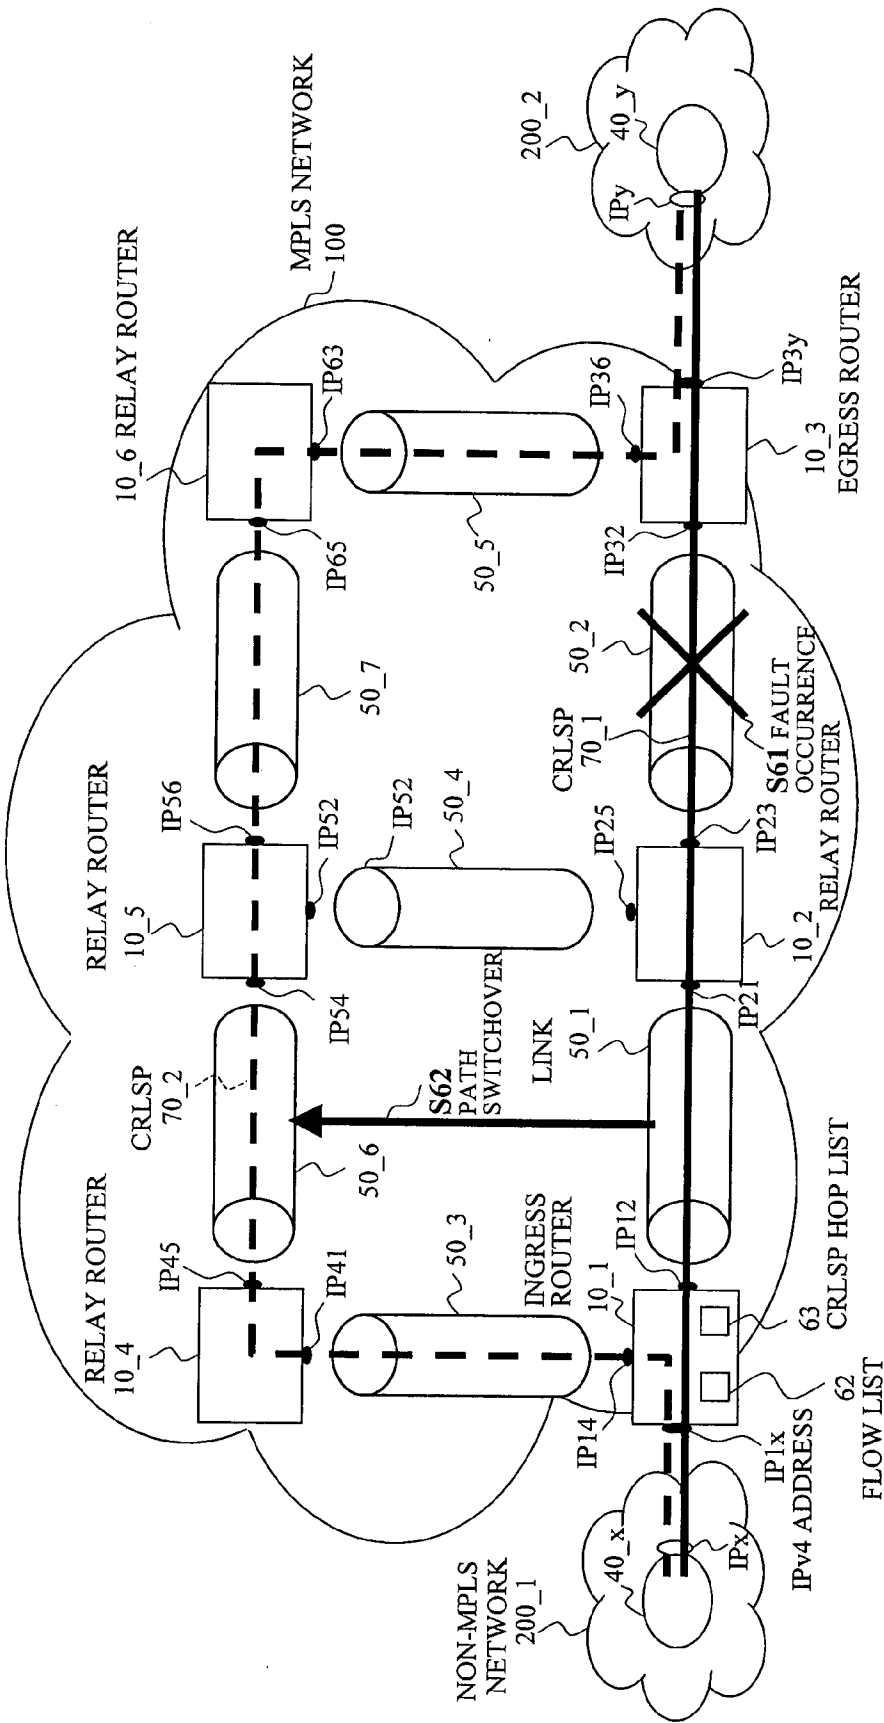 MPLS NETWORK
100
10_6 RELAY ROUTER
RELAY ROUTER
10_5
RELAY ROUTER
10_4
200_2
40_y
IPy
IP63
IP65
50_5
IP36
IP3y
10_3
EGRESS ROUTER
IP32
50_7
50_2
CRLSP
70_1
S61 FAULT
OCCURRENCE
IP56
IP52
IP52
50_4
IP25
IP23
10_2
RELAY ROUTER
IP54
IP21
CRLSP
70_2
50_6
S62
PATH
SWITCHOVER
LINK
50_1
IP45
IP41
50_3
INGRESS
ROUTER
10_1
IP12
IP14
63
CRLSP HOP LIST
62
FLOW LIST
IP1x
IPv4 ADDRESS
IPx
40_x
NON-MPLS
NETWORK
200_1